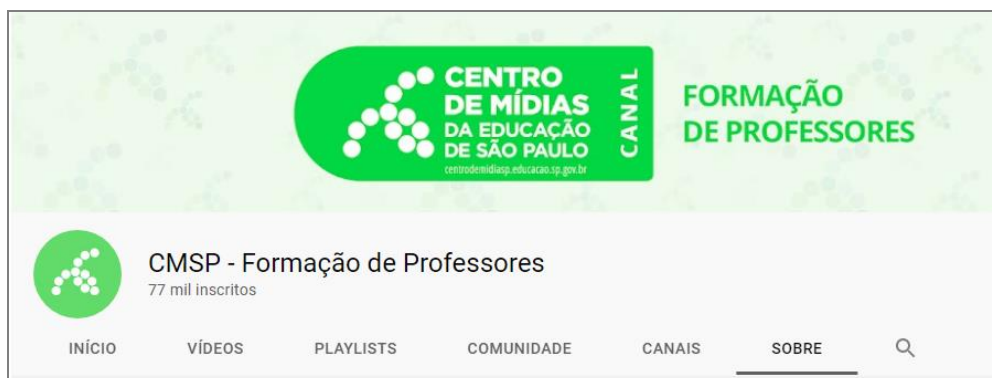 CENTRO
DE MÍDIAS
DA EDUCAÇÃO
DE SÃO PAULO
centrodemidiasp.educacao.sp.gov.br
CANAL
FORMAÇÃO
DE PROFESSORES
CMSP - Formação de Professores
77 mil inscritos
INÍCIO VÍDEOS PLAYLISTS COMUNIDADE CANAIS SOBRE